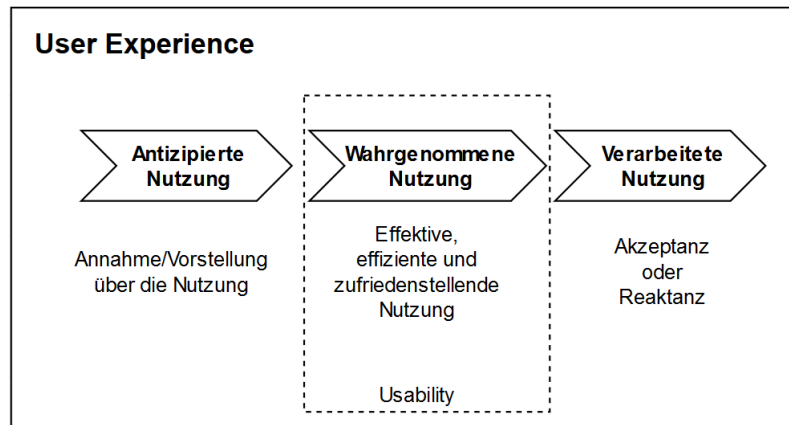 User Experience
Antizipierte
Nutzung
Wahrgenommene
Nutzung
Verarbeitete
Nutzung
Annahme/Vorstellung
über die Nutzung
Effektive,
effiziente und
zufriedenstellende
Nutzung
Akzeptanz
oder
Reaktanz
Usability